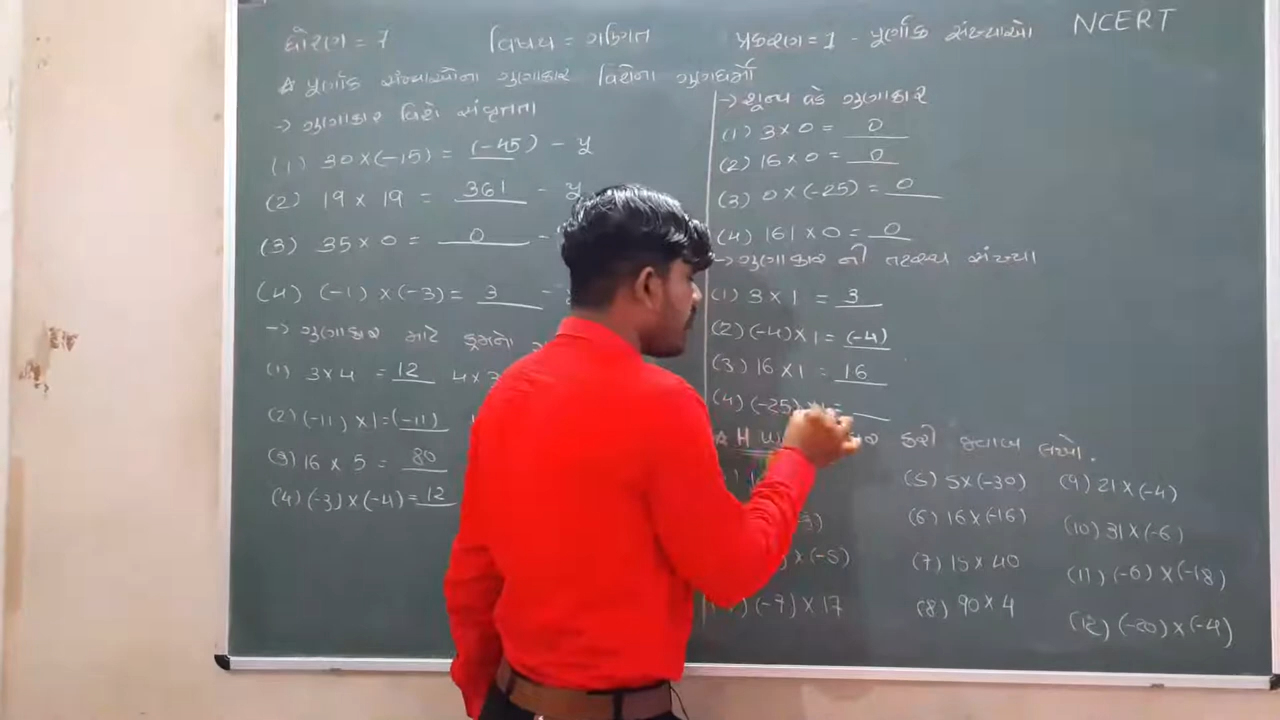 ધોરણ = 7 વિષય = ગણિત પ્રકરણ = 1 - પૂર્ણાંક સંખ્યાઓ NCERT
☆ પૂર્ણાંક સંખ્યાઓના ગુણાકાર વિશેના ગુણધર્મો
→ ગુણાકાર વિશે સંવૃતતા
(1) 30 × (-15) = (-45) - પૂ
(2) 19 × 19 = 361 - પૂ
(3) 35 × 0 = 0 -
(4) (-1) × (-3) = 3 -
→ ગુણાકાર માટે ક્રમનો
(1) 3 × 4 = 12 4 ×
(2) (-11) × 1 = (-11)
(3) 16 × 5 = 80
(4) (-3) × (-4) = 12
→ શૂન્ય વડે ગુણાકાર
(1) 3 × 0 = 0
(2) 16 × 0 = 0
(3) 0 × (-25) = 0
(4) 161 × 0 = 0
→ ગુણાકાર ની તટસ્થ સંખ્યા
(1) 3 × 1 = 3
(2) (-4) × 1 = (-4)
(3) 16 × 1 = 16
(4) (-25) × 1 =
☆ H W કરી જવાબ લખો.
× (-5)
(-7) × 17
(5) 5 × (-30)
(6) 16 × (-16)
(7) 15 × 40
(8) 90 × 4
(9) 21 × (-4)
(10) 31 × (-6)
(11) (-6) × (-18)
(12) (-20) × (-4)